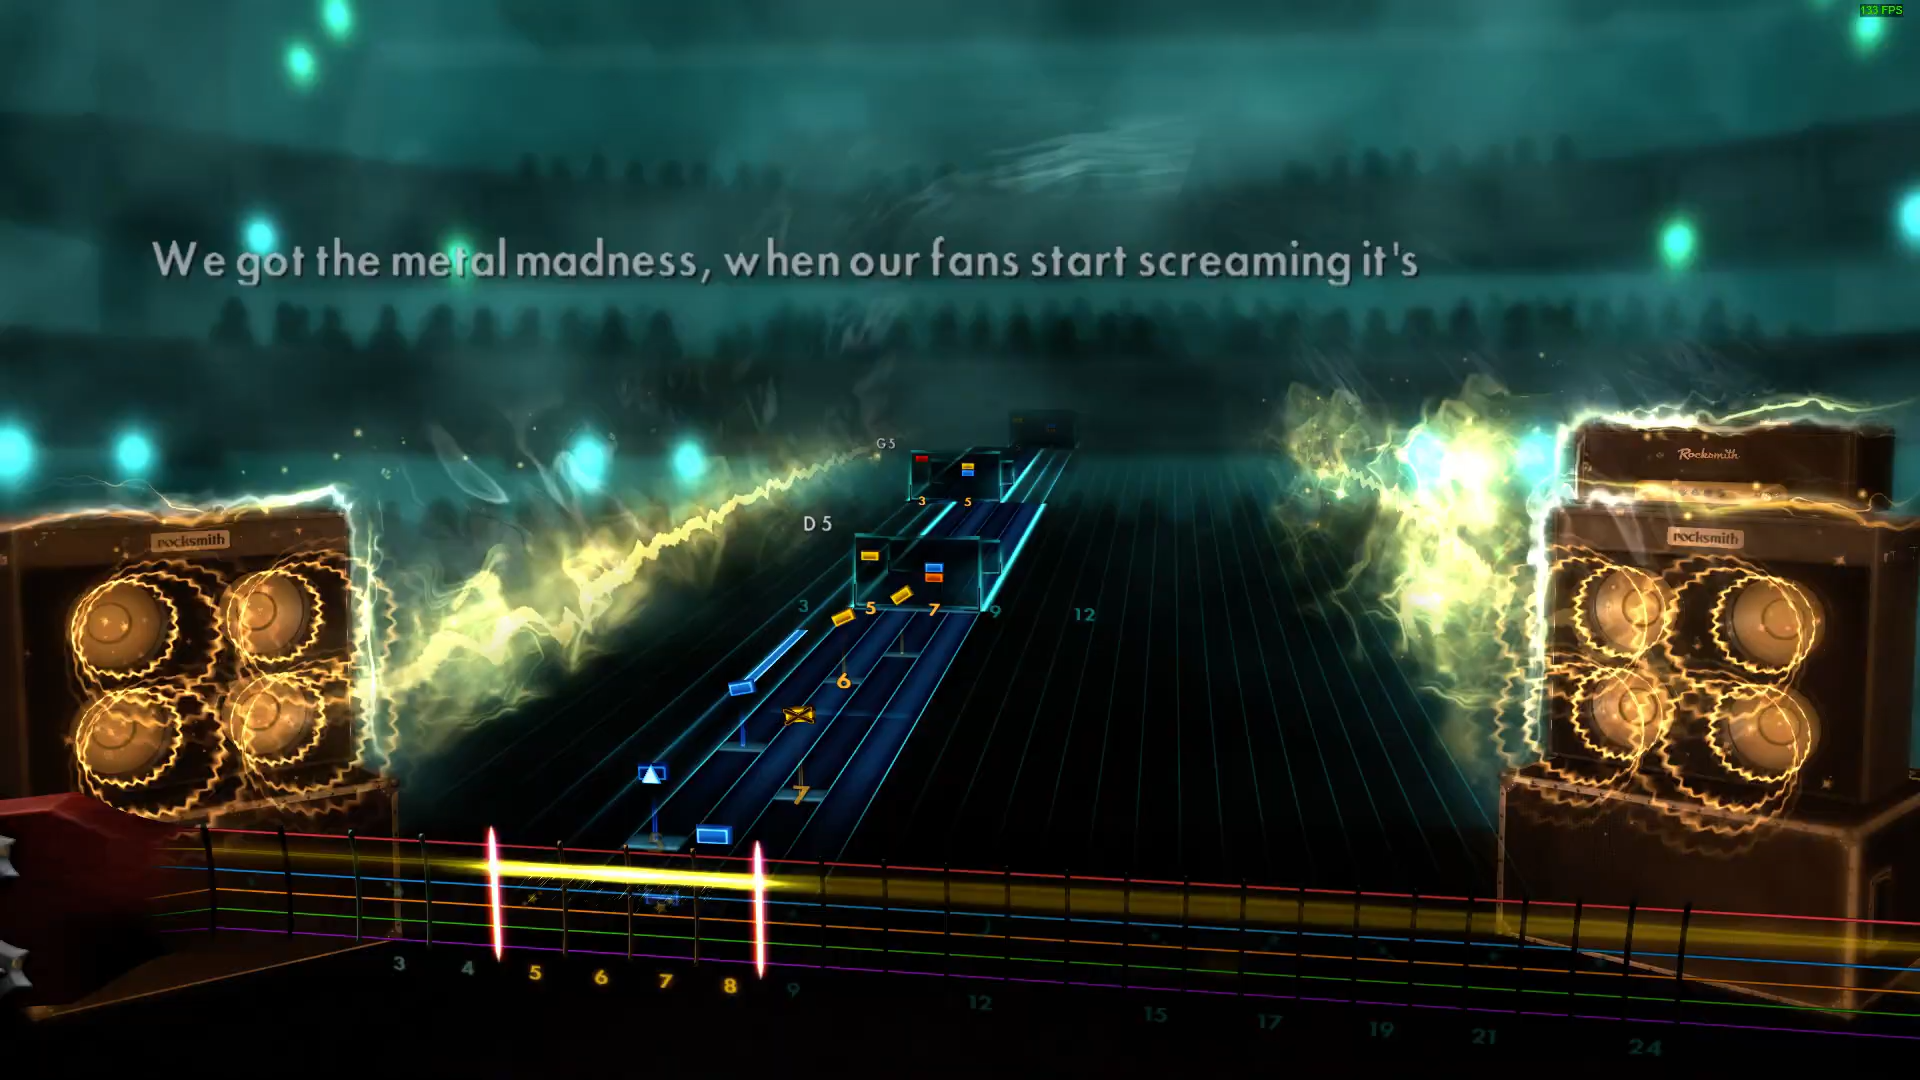 133 FPS
We got the metal madness, when our fans start screaming it's
G5
Rocksmith
3 5
D 5
rocksmith
rocksmith
3 5 7 9 12
6
7
5
3 4 5 6 7 8 9 12 15 17 19 21 24